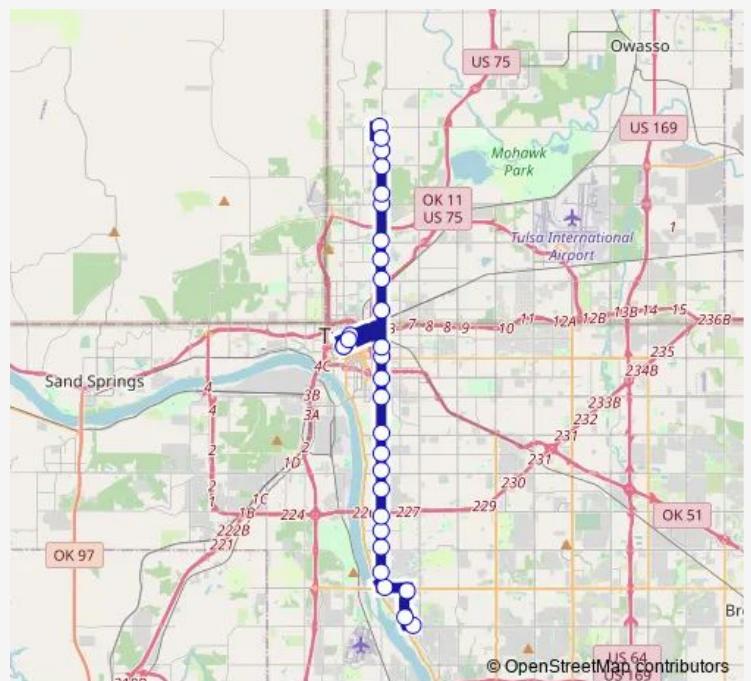 Owasso
US 75
US 169
Mohawk
Park
OK 11
US 75
1
Tulsa International
Airport
T
3 7 8 8 9 10 11 12A 12B 13B 14 15 236B
4C
235
234B
Sand Springs
4
4
3B
3A
233B
232
231
231
2
2
2
1
1D
1C
1B
2
230
229
224
227
222B
221
OK 51
OK 97
US 64
US 169
© OpenStreetMap contributors